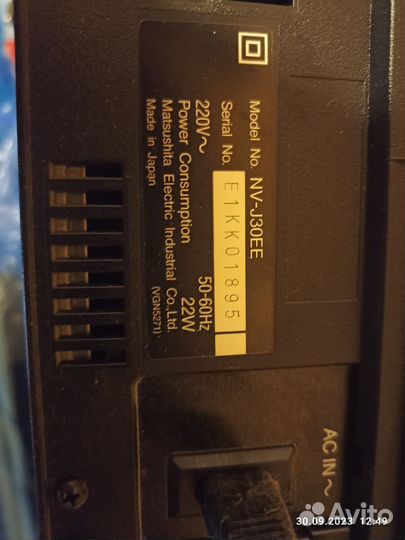 Model No. NV-J30EE
Serial No. E1KK01895
220V~ 50-60Hz
Power Consumption 22W
Matsushita Electric Industrial Co.,Ltd.
Made in Japan (VGN5271)
AC IN ~
Avito
30.09.2023 12:49